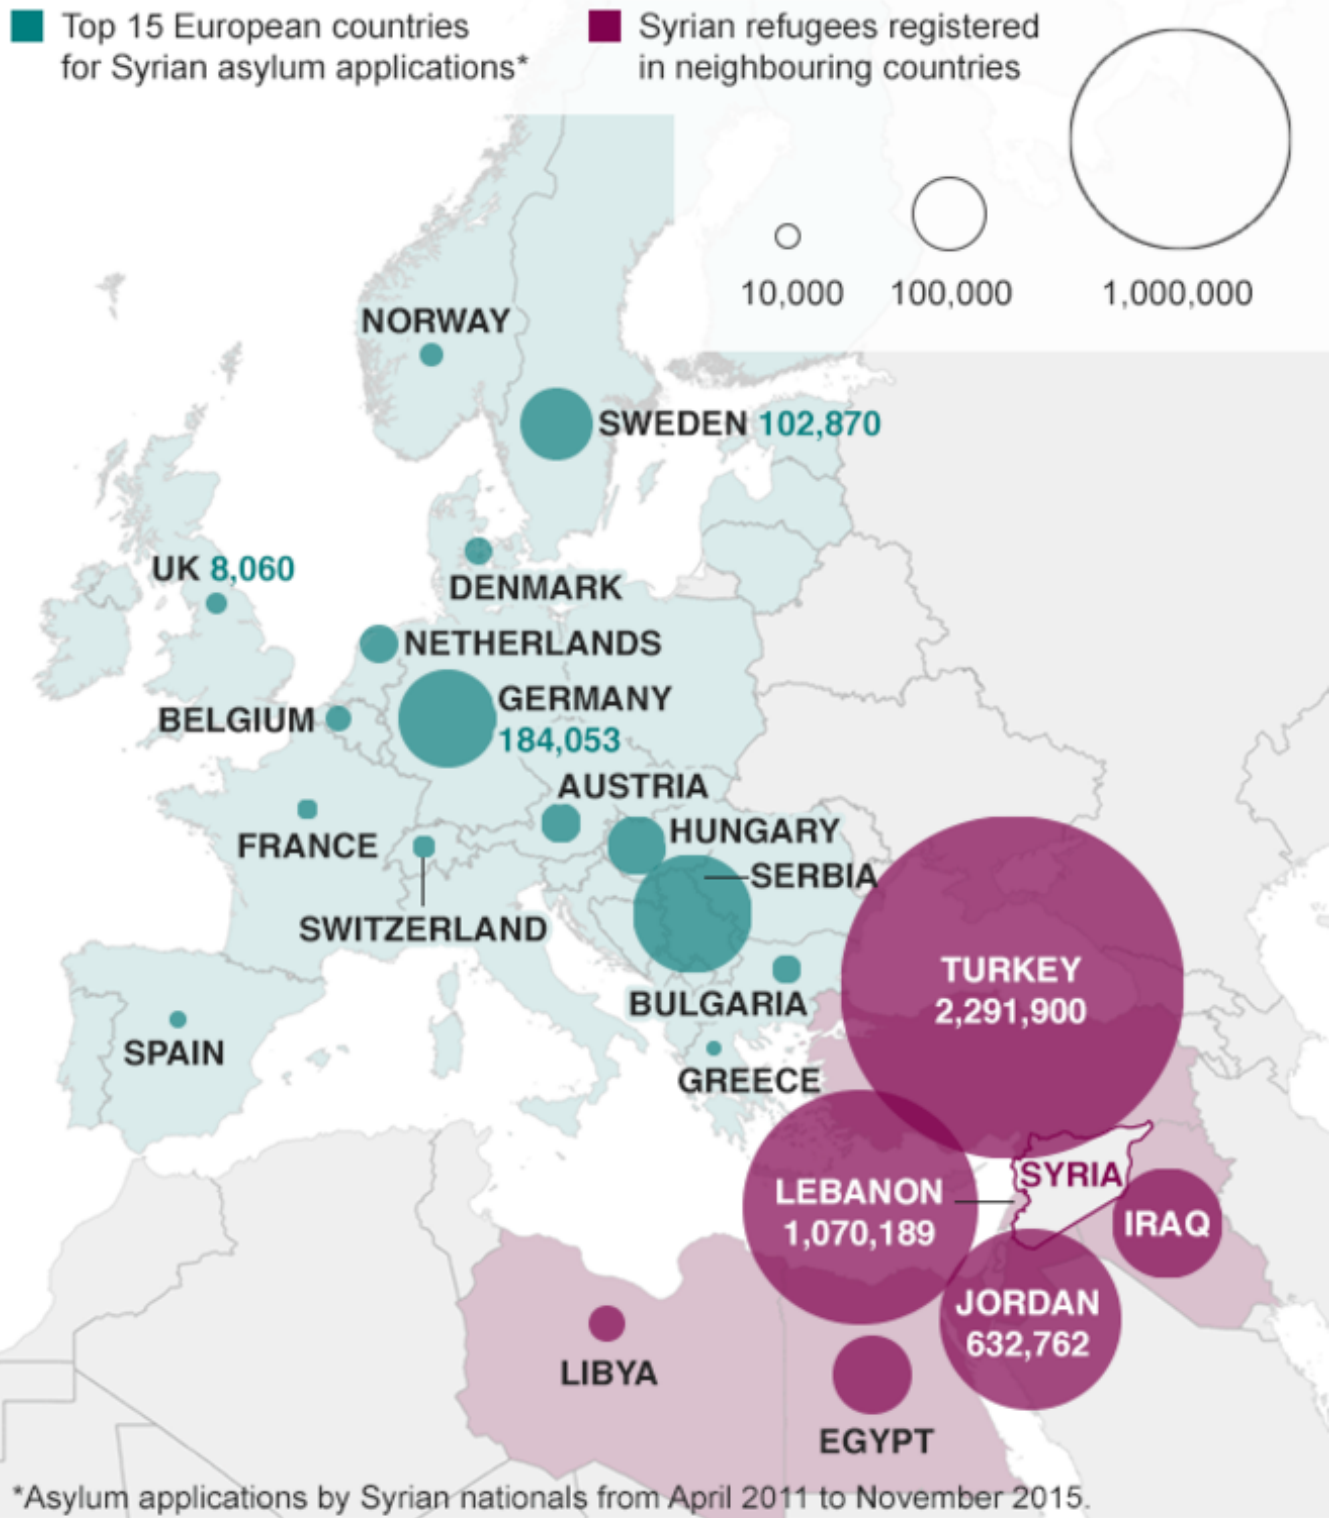 Top 15 European countries
for Syrian asylum applications*
Syrian refugees registered
in neighbouring countries
10,000
100,000
1,000,000
NORWAY
SWEDEN 102,870
UK 8,060
DENMARK
NETHERLANDS
GERMANY
184,053
BELGIUM
AUSTRIA
HUNGARY
FRANCE
SERBIA
SWITZERLAND
TURKEY
2,291,900
BULGARIA
SPAIN
GREECE
SYRIA
LEBANON
1,070,189
IRAQ
JORDAN
632,762
LIBYA
EGYPT
*Asylum applications by Syrian nationals from April 2011 to November 2015.